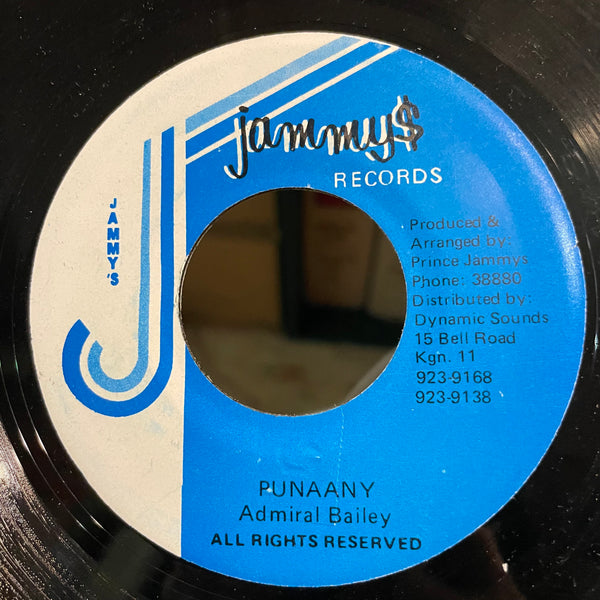 jammy$
RECORDS
JAMMY'S
Produced &
Arranged by:
Prince Jammys
Phone: 38880
Distributed by:
Dynamic Sounds
15 Bell Road
Kgn. 11
923-9168
923-9138
PUNAANY
Admiral Bailey
ALL RIGHTS RESERVED